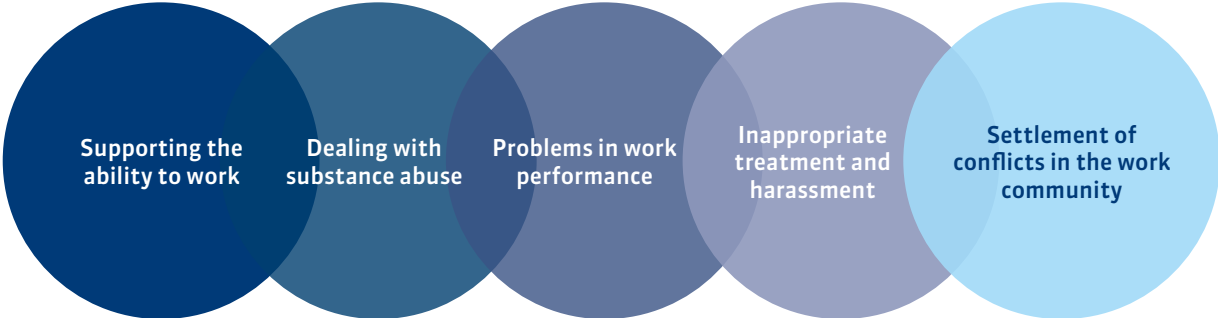 Supporting the
ability to work
Dealing with
substance abuse
Problems in work
performance
Inappropriate
treatment and
harassment
Settlement of
conflicts in the work
community